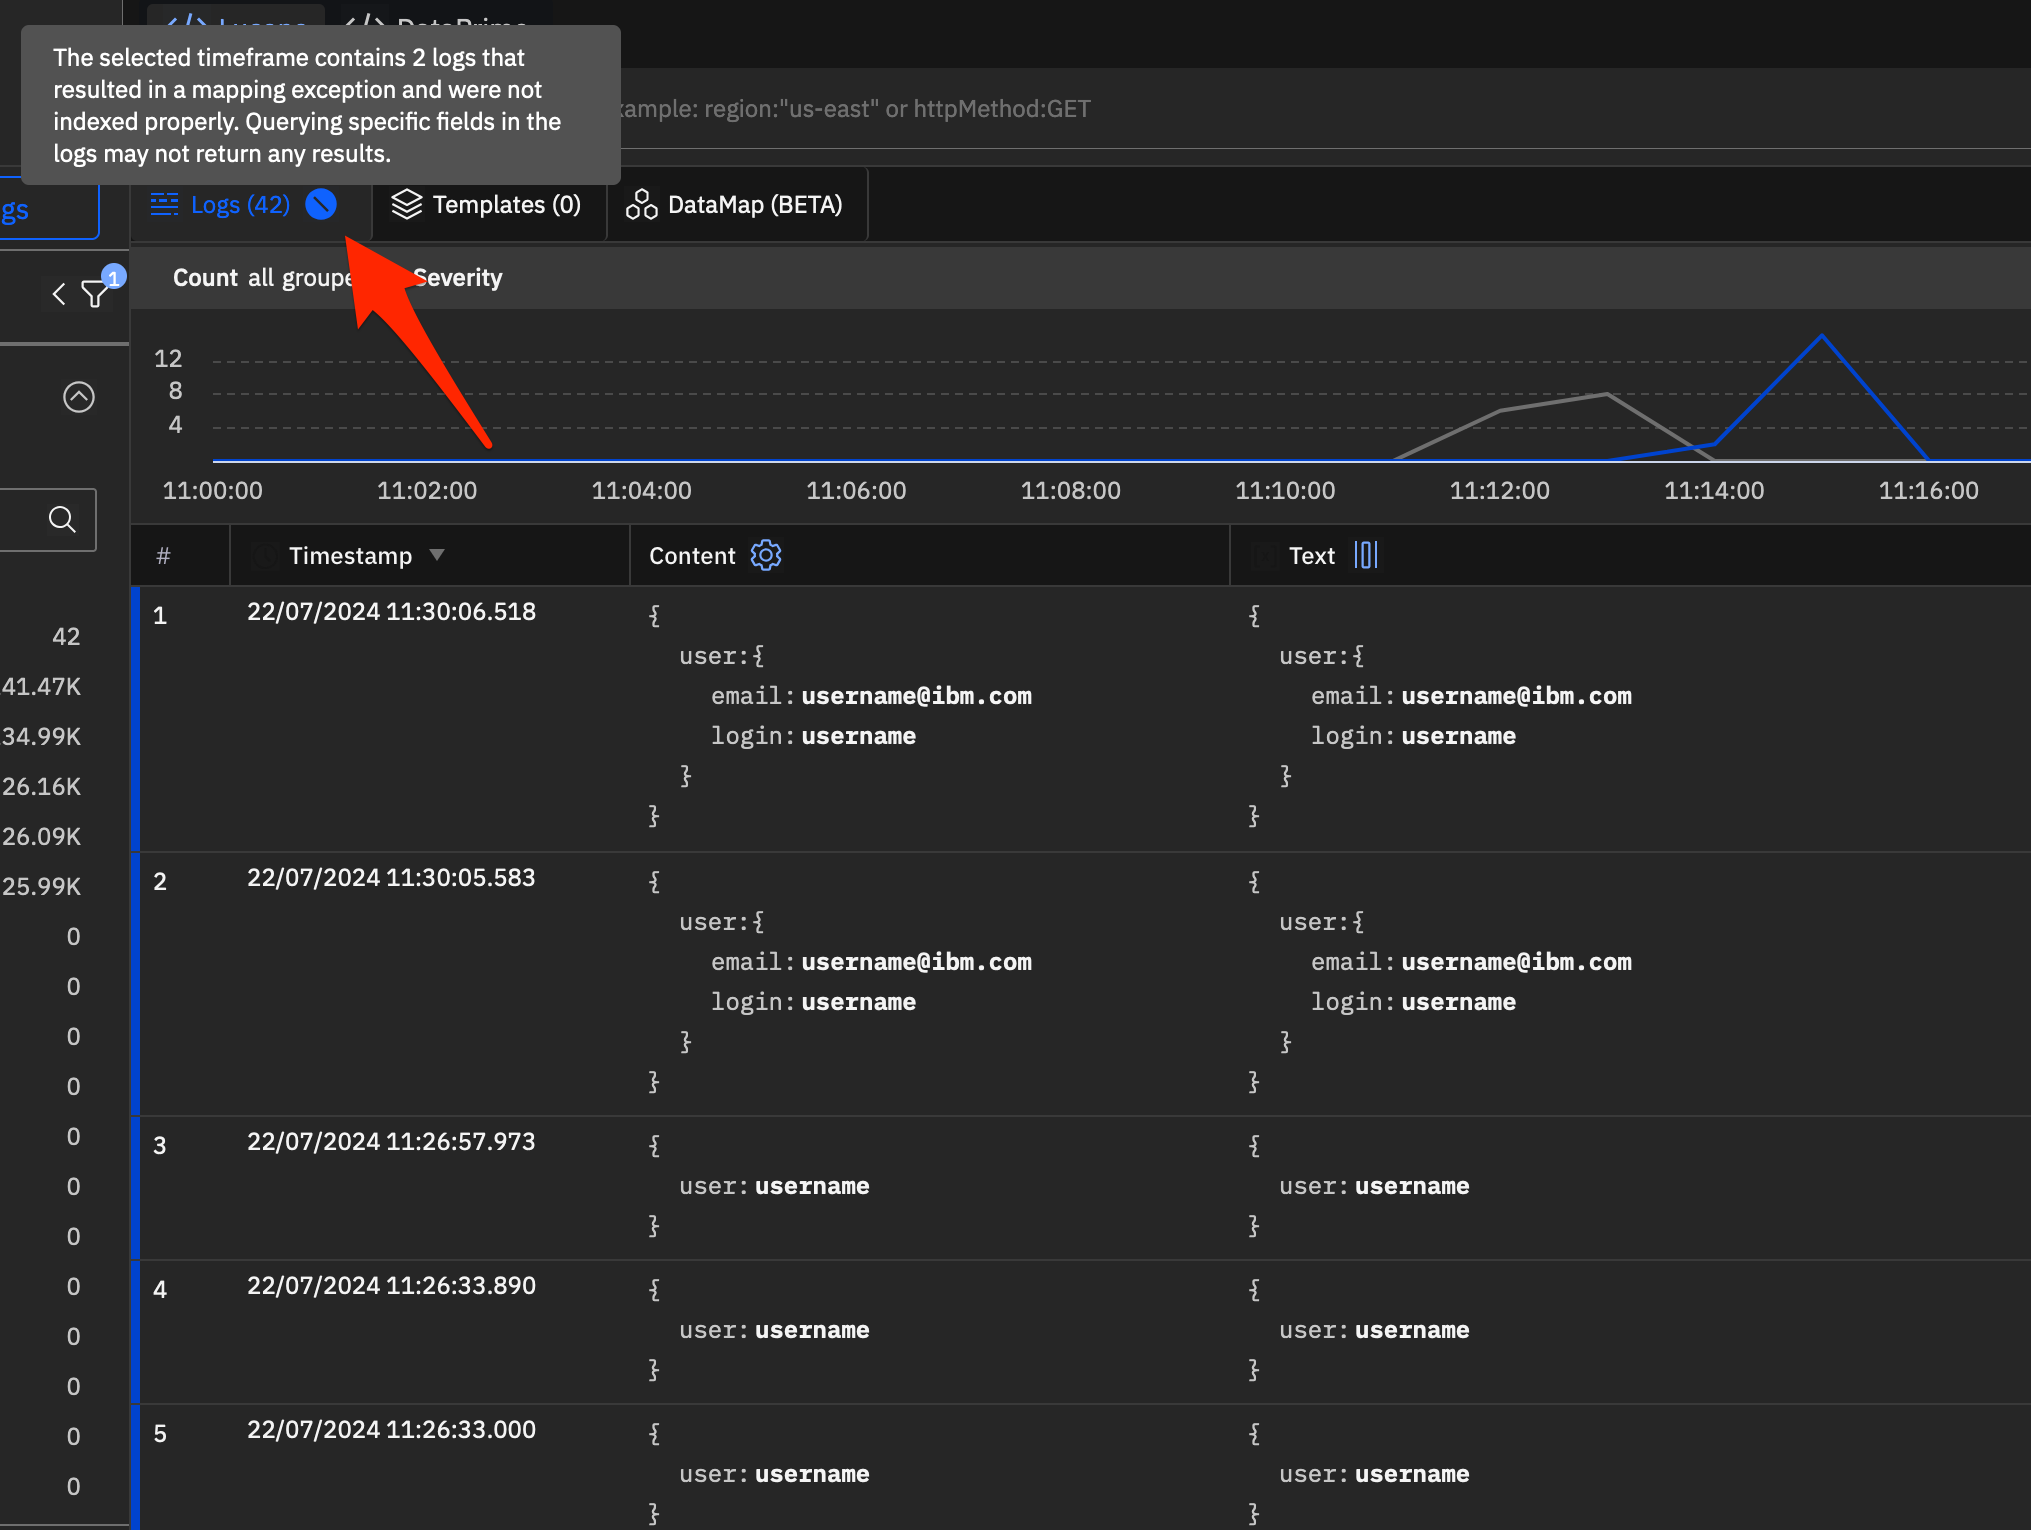 The selected timeframe contains 2 logs that
resulted in a mapping exception and were not
indexed properly. Querying specific fields in the
logs may not return any results.
example: region:"us-east" or httpMethod:GET
gs
Logs (42)
Templates (0)
DataMap (BETA)
1
Count all grouped Severity
12
8
4
11:00:00 11:02:00 11:04:00 11:06:00 11:08:00 11:10:00 11:12:00 11:14:00 11:16:00
# Timestamp Content Text
42
41.47K
34.99K
26.16K
26.09K
25.99K
0
0
0
0
0
0
0
0
0
0
0
0
1 22/07/2024 11:30:06.518
{
user:{
email: username@ibm.com
login: username
}
}
{
user:{
email: username@ibm.com
login: username
}
}
2 22/07/2024 11:30:05.583
{
user:{
email: username@ibm.com
login: username
}
}
{
user:{
email: username@ibm.com
login: username
}
}
3 22/07/2024 11:26:57.973
{
user: username
}
{
user: username
}
4 22/07/2024 11:26:33.890
{
user: username
}
{
user: username
}
5 22/07/2024 11:26:33.000
{
user: username
}
{
user: username
}